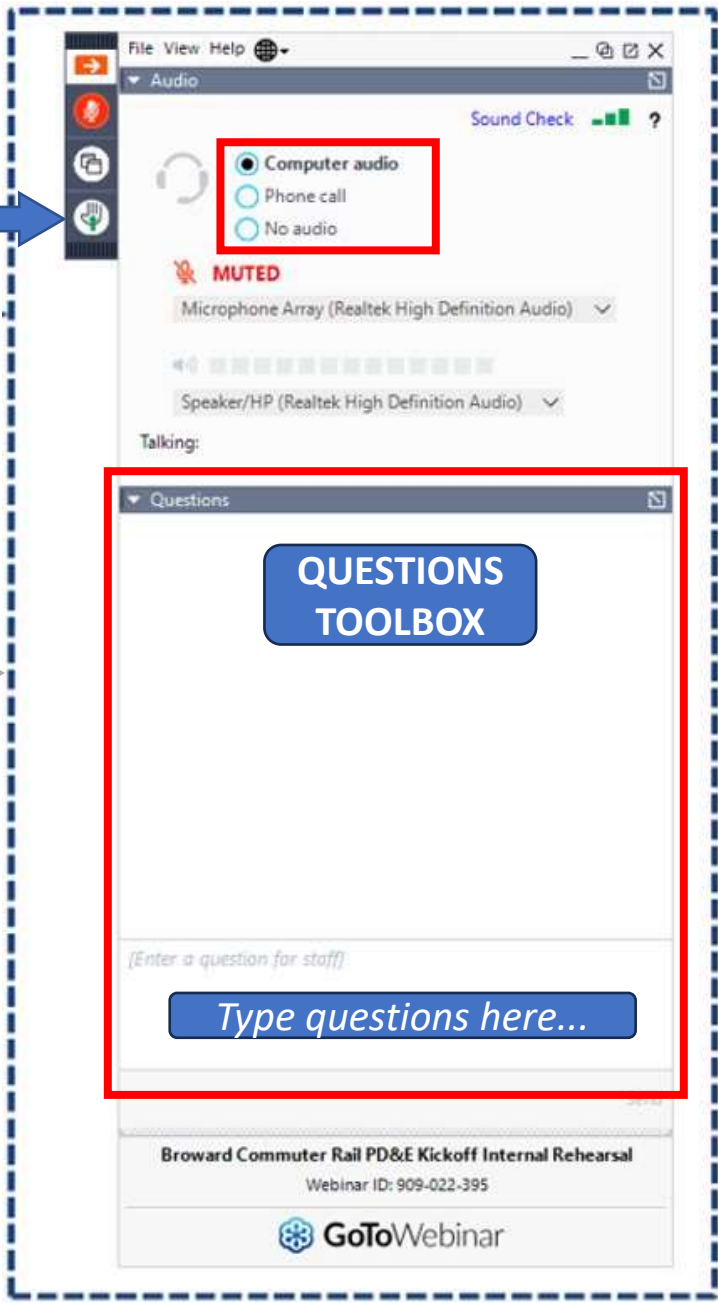 File View Help
Audio
Sound Check ?
Computer audio
Phone call
No audio
MUTED
Microphone Array (Realtek High Definition Audio)
Speaker/HP (Realtek High Definition Audio)
Talking:
Questions
QUESTIONS
TOOLBOX
[Enter a question for staff]
Type questions here...
Send
Broward Commuter Rail PD&E Kickoff Internal Rehearsal
Webinar ID: 909-022-395
GoToWebinar